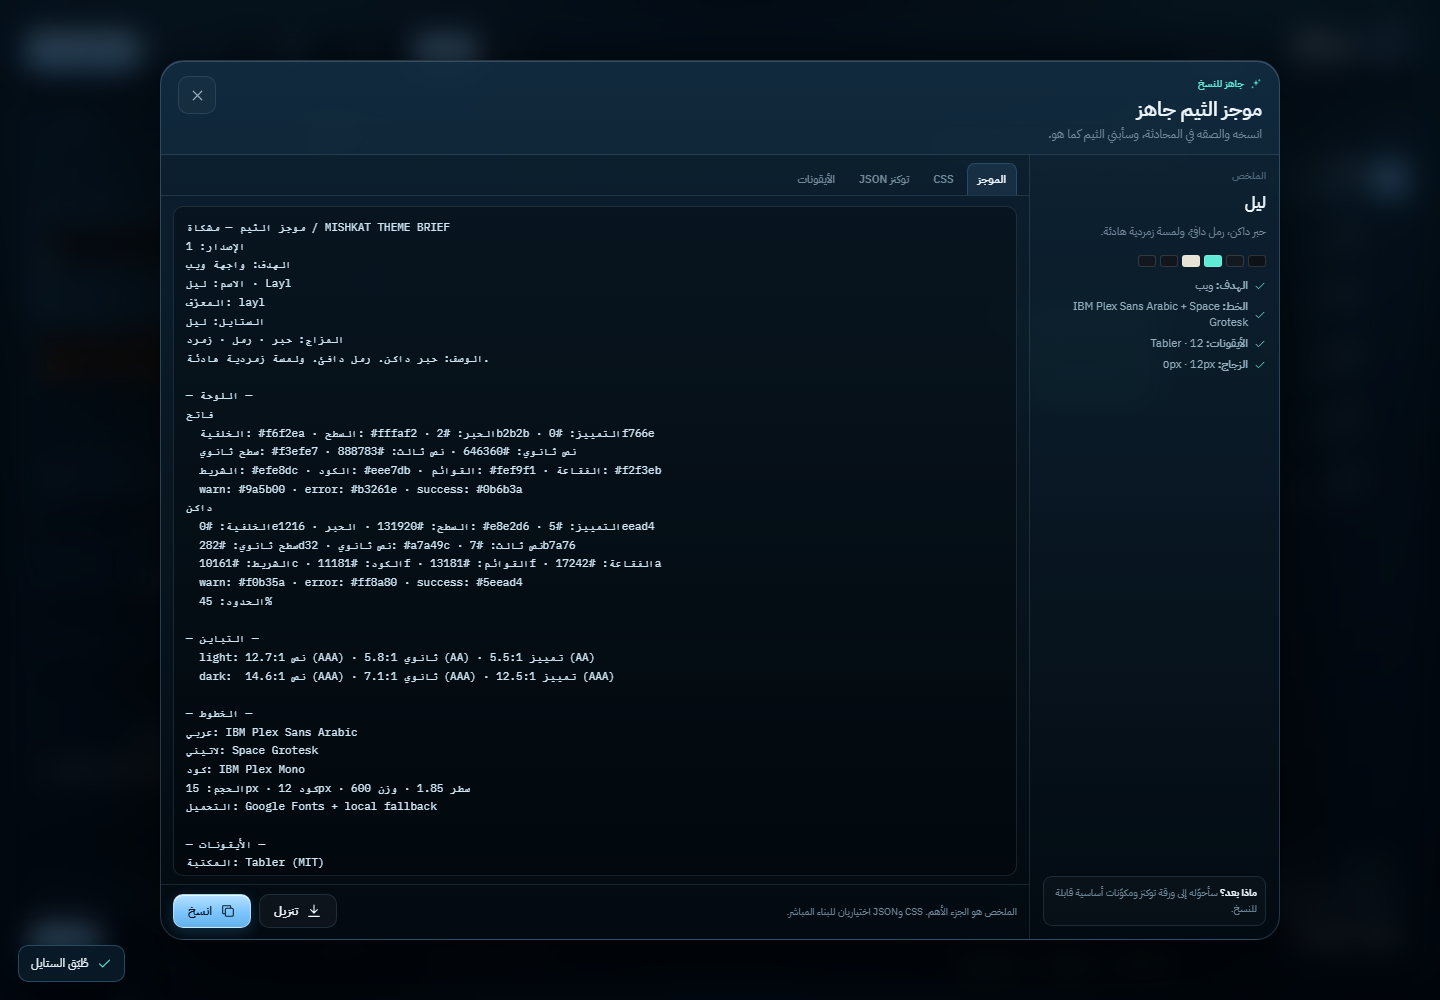 جاهز للنسخ
موجز الثيم جاهز
انسخه والصقه في المحادثة، وسأبني الثيم كما هو.
الملخص
ليل
حبر داكن، رمل دافئ، ولمسة زمردية هادئة.
الهدف: ويب
الخط: IBM Plex Sans Arabic + Space
Grotesk
الأيقونات: Tabler · 12
الزجاج: 0px · 12px
ماذا بعد؟ سأحوّله إلى ورقة توكنز ومكوّنات أساسية قابلة
للنسخ.
الموجز
CSS
توكنز JSON
الأيقونات
موجز الثيم — مشكاة / MISHKAT THEME BRIEF
الإصدار: 1
الهدف: واجهة ويب
الاسم: ليل · Layl
المعرّف: layl
الستايل: ليل
المزاج: حبر · رمل · زمرد
الوصف: حبر داكن، رمل دافئ، ولمسة زمردية هادئة.
— اللوحة —
فاتح
الخلفية: #f6f2ea · السطح: #fffaf2 · الحبر: #2b2b2b · التمييز: #0f766e
سطح ثانوي: #f3efe7 · نص ثانوي: #646360 · نص ثالث: #888783
الشريط: #efe8dc · الكود: #eee7db · القوائم: #fef9f1 · الفقاعة: #f2f3eb
warn: #9a5b00 · error: #b3261e · success: #0b6b3a
داكن
الخلفية: #0e1216 · السطح: #131920 · الحبر: #e8e2d6 · التمييز: #5eead4
سطح ثانوي: #282d32 · نص ثانوي: #a7a49c · نص ثالث: #7b7a76
الشريط: #10161c · الكود: #11181f · القوائم: #13181f · الفقاعة: #17242a
warn: #f0b35a · error: #ff8a80 · success: #5eead4
الحدود: 45%
— التباين —
light: نص 12.7:1 (AAA) · ثانوي 5.8:1 (AA) · تمييز 5.5:1 (AA)
dark: نص 14.6:1 (AAA) · ثانوي 7.1:1 (AAA) · تمييز 12.5:1 (AAA)
— الخطوط —
عربي: IBM Plex Sans Arabic
لاتيني: Space Grotesk
كود: IBM Plex Mono
الحجم: 15px · كود 12px · وزن 600 · سطر 1.85
التحميل: Google Fonts + local fallback
— الأيقونات —
المكتبة: Tabler (MIT)
الملخص هو الجزء الأهم. CSS وJSON اختياريان للبناء المباشر.
تنزيل
انسخ
طُبّق الستايل